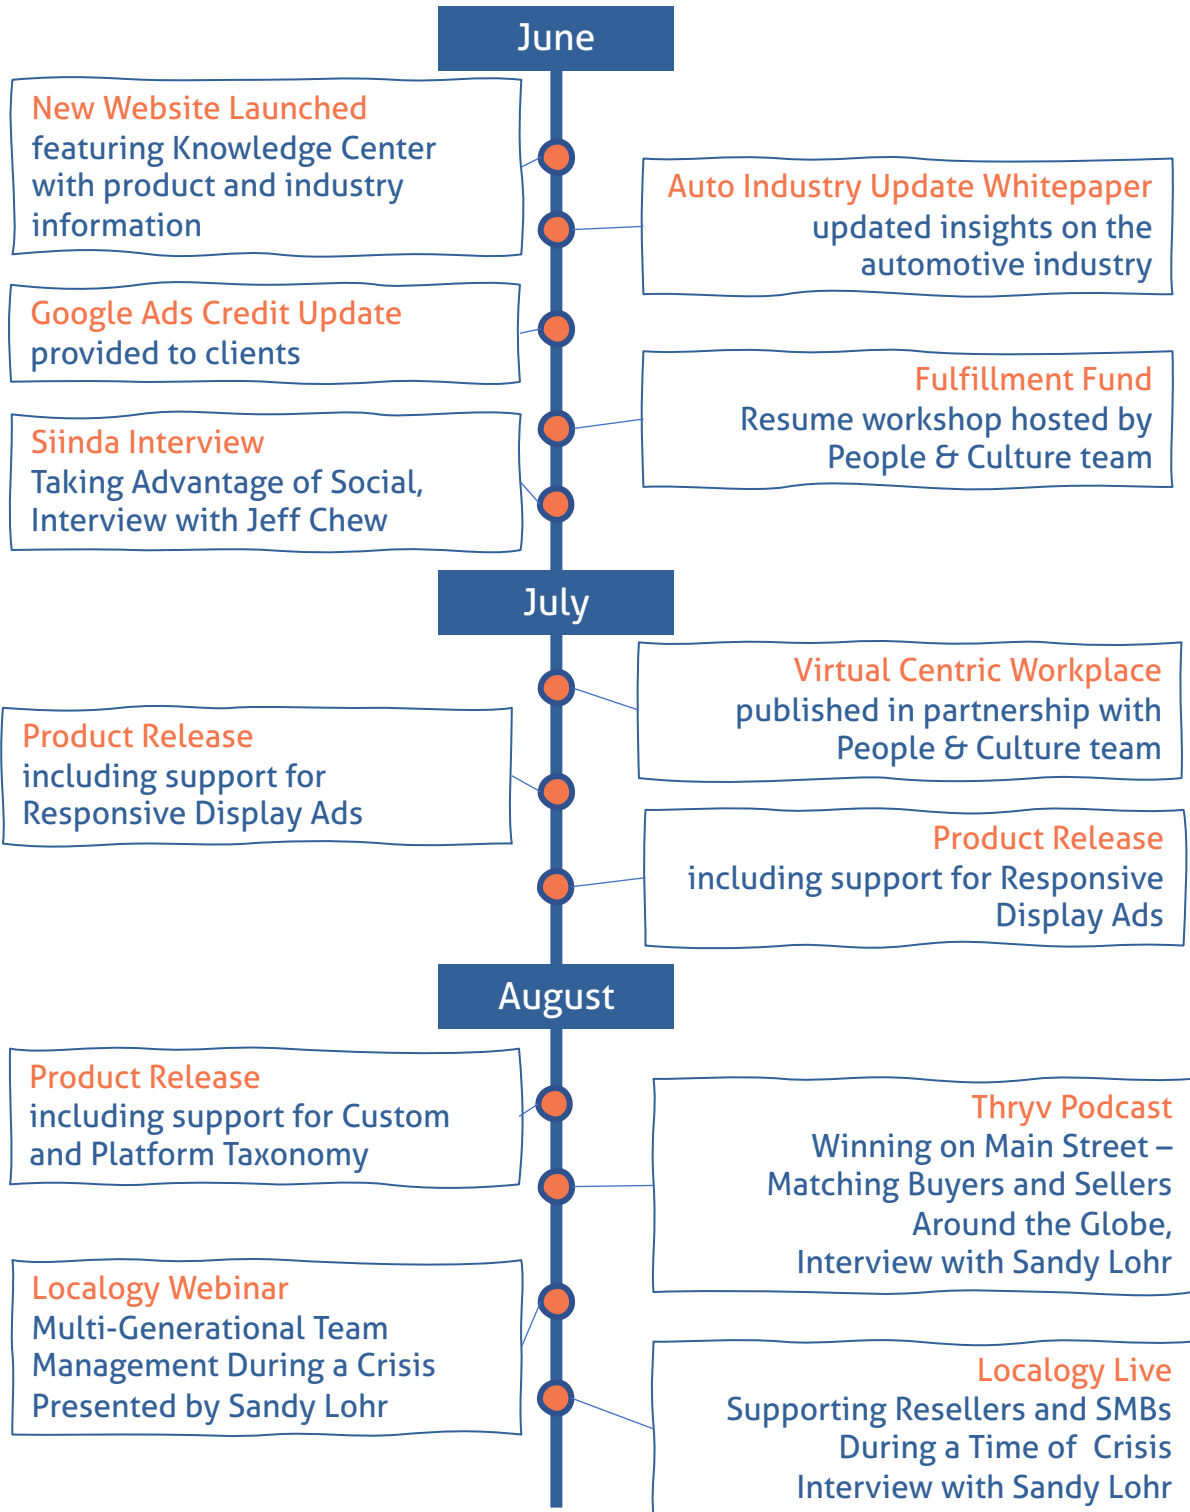 June
New Website Launched
featuring Knowledge Center
with product and industry
information
Auto Industry Update Whitepaper
updated insights on the
automotive industry
Google Ads Credit Update
provided to clients
Fulfillment Fund
Resume workshop hosted by
People & Culture team
Siinda Interview
Taking Advantage of Social,
Interview with Jeff Chew
July
Virtual Centric Workplace
published in partnership with
People & Culture team
Product Release
including support for
Responsive Display Ads
Product Release
including support for Responsive
Display Ads
August
Product Release
including support for Custom
and Platform Taxonomy
Thryv Podcast
Winning on Main Street –
Matching Buyers and Sellers
Around the Globe,
Interview with Sandy Lohr
Localogy Webinar
Multi-Generational Team
Management During a Crisis
Presented by Sandy Lohr
Localogy Live
Supporting Resellers and SMBs
During a Time of Crisis
Interview with Sandy Lohr